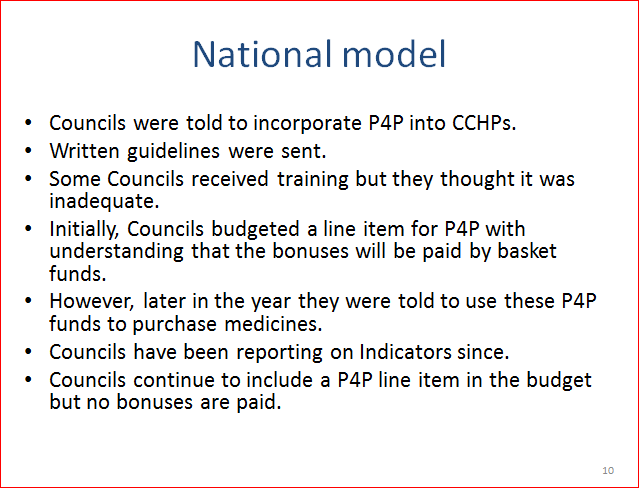 National model
• Councils were told to incorporate P4P into CCHPs.
• Written guidelines were sent.
• Some Councils received training but they thought it was
inadequate.
• Initially, Councils budgeted a line item for P4P with
understanding that the bonuses will be paid by basket
funds.
• However, later in the year they were told to use these P4P
funds to purchase medicines.
• Councils have been reporting on Indicators since.
• Councils continue to include a P4P line item in the budget
but no bonuses are paid.
10